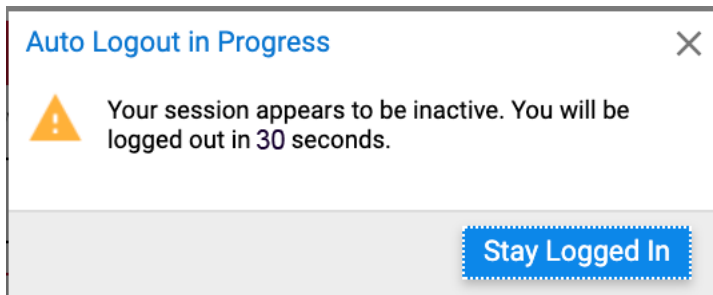 Auto Logout in Progress
Your session appears to be inactive. You will be
logged out in 30 seconds.
Stay Logged In